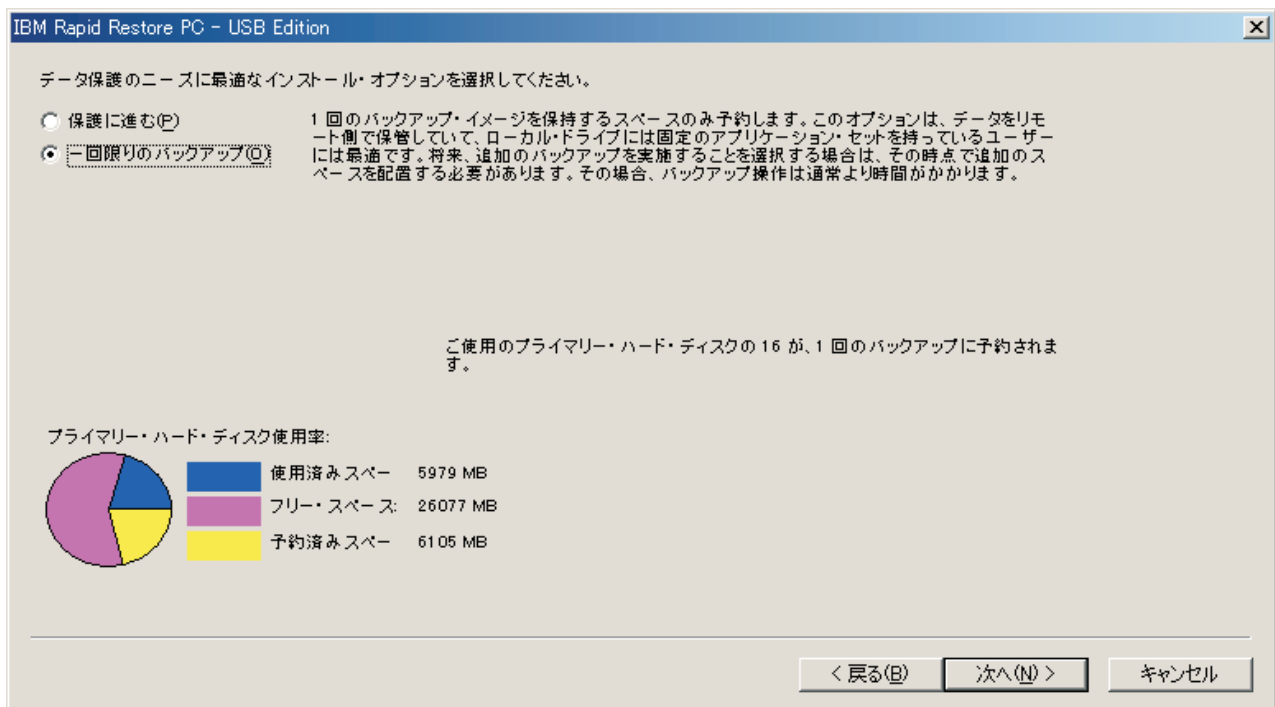 IBM Rapid Restore PC - USB Edition
データ保護のニーズに最適なインストール・オプションを選択してください。
保護に進む(P)
一回限りのバックアップ(O)
1 回のバックアップ・イメージを保持するスペースのみ予約します。このオプションは、データをリモ
ート側で保管していて、ローカル・ドライブには固定のアプリケーション・セットを持っているユーザー
には最適です。将来、追加のバックアップを実施することを選択する場合は、その時点で追加のス
ペースを配置する必要があります。その場合、バックアップ操作は通常より時間がかかります。
ご使用のプライマリー・ハード・ディスクの 16 が、1 回のバックアップに予約されま
す。
プライマリー・ハード・ディスク使用率:
使用済みスペー 5979 MB
フリー・スペース: 26077 MB
予約済みスペー 6105 MB
< 戻る(B)
次へ(N) >
キャンセル